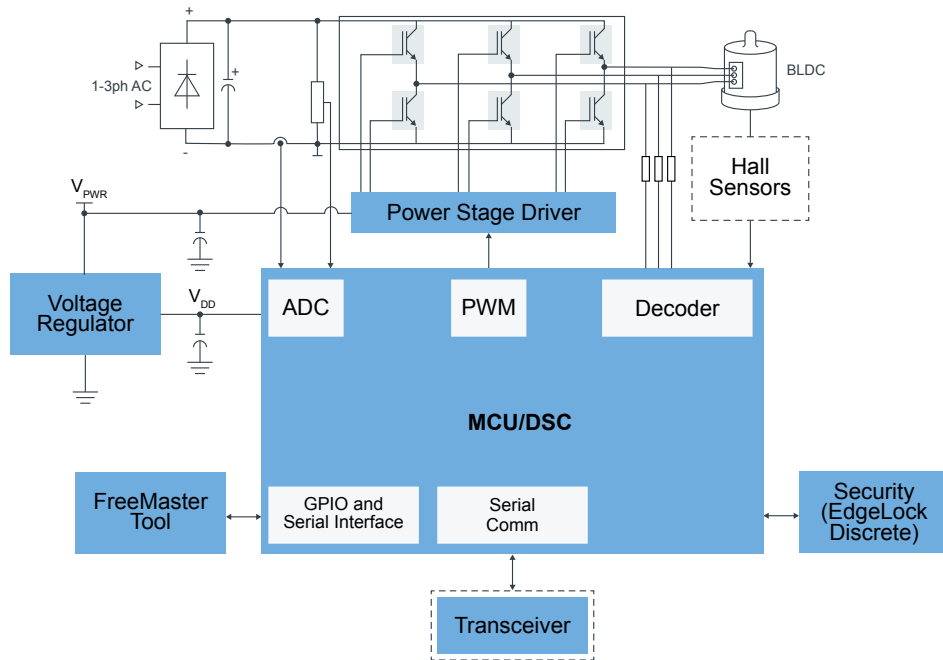 +
+
1-3ph AC
-
BLDC
Hall
Sensors
V PWR
Power Stage Driver
Voltage
Regulator
V DD
ADC
PWM
Decoder
MCU/DSC
FreeMaster
Tool
GPIO and
Serial Interface
Serial
Comm
Security
(EdgeLock
Discrete)
Transceiver